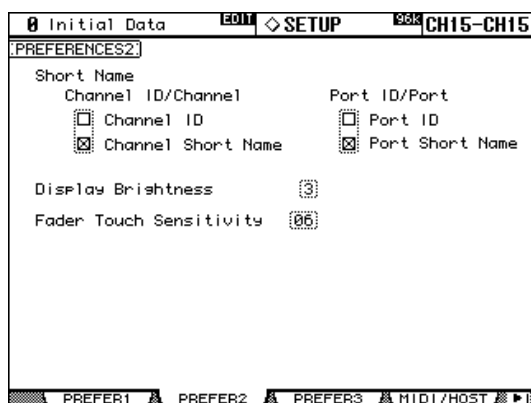 0 Initial Data EDIT ◇SETUP 96K CH15-CH15
PREFERENCES2
Short Name
Channel ID/Channel Port ID/Port
Channel ID Port ID
Channel Short Name Port Short Name
Display Brightness 3
Fader Touch Sensitivity 06
PREFER1 PREFER2 PREFER3 MIDI/HOST